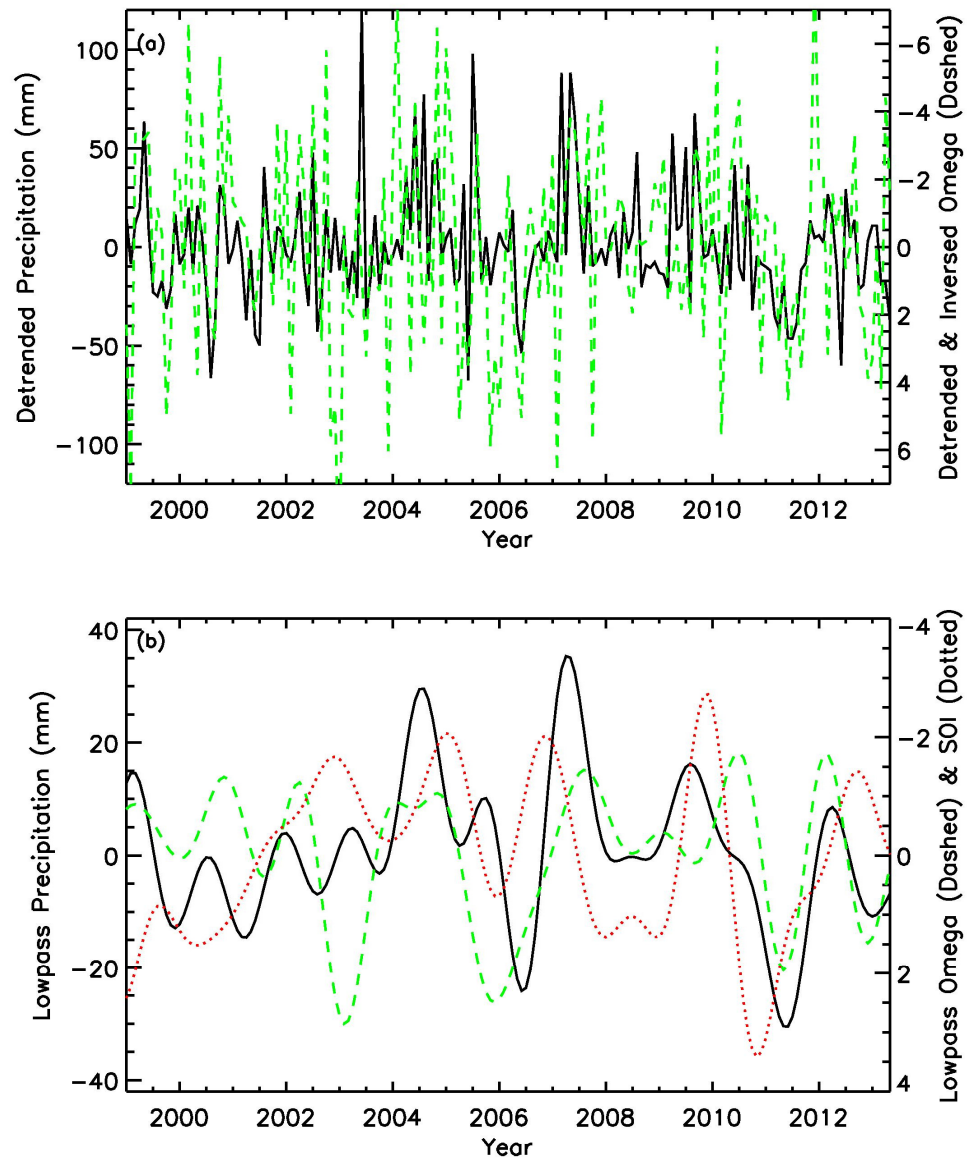 (a)
Detrended Precipitation (mm)
100
50
0
−50
−100
Detrended & Inversed Omega (Dashed)
−6
−4
−2
0
2
4
6
2000 2002 2004 2006 2008 2010 2012
Year
(b)
Lowpass Precipitation (mm)
40
20
0
−20
−40
Lowpass Omega (Dashed) & SOI (Dotted)
−4
−2
0
2
4
2000 2002 2004 2006 2008 2010 2012
Year